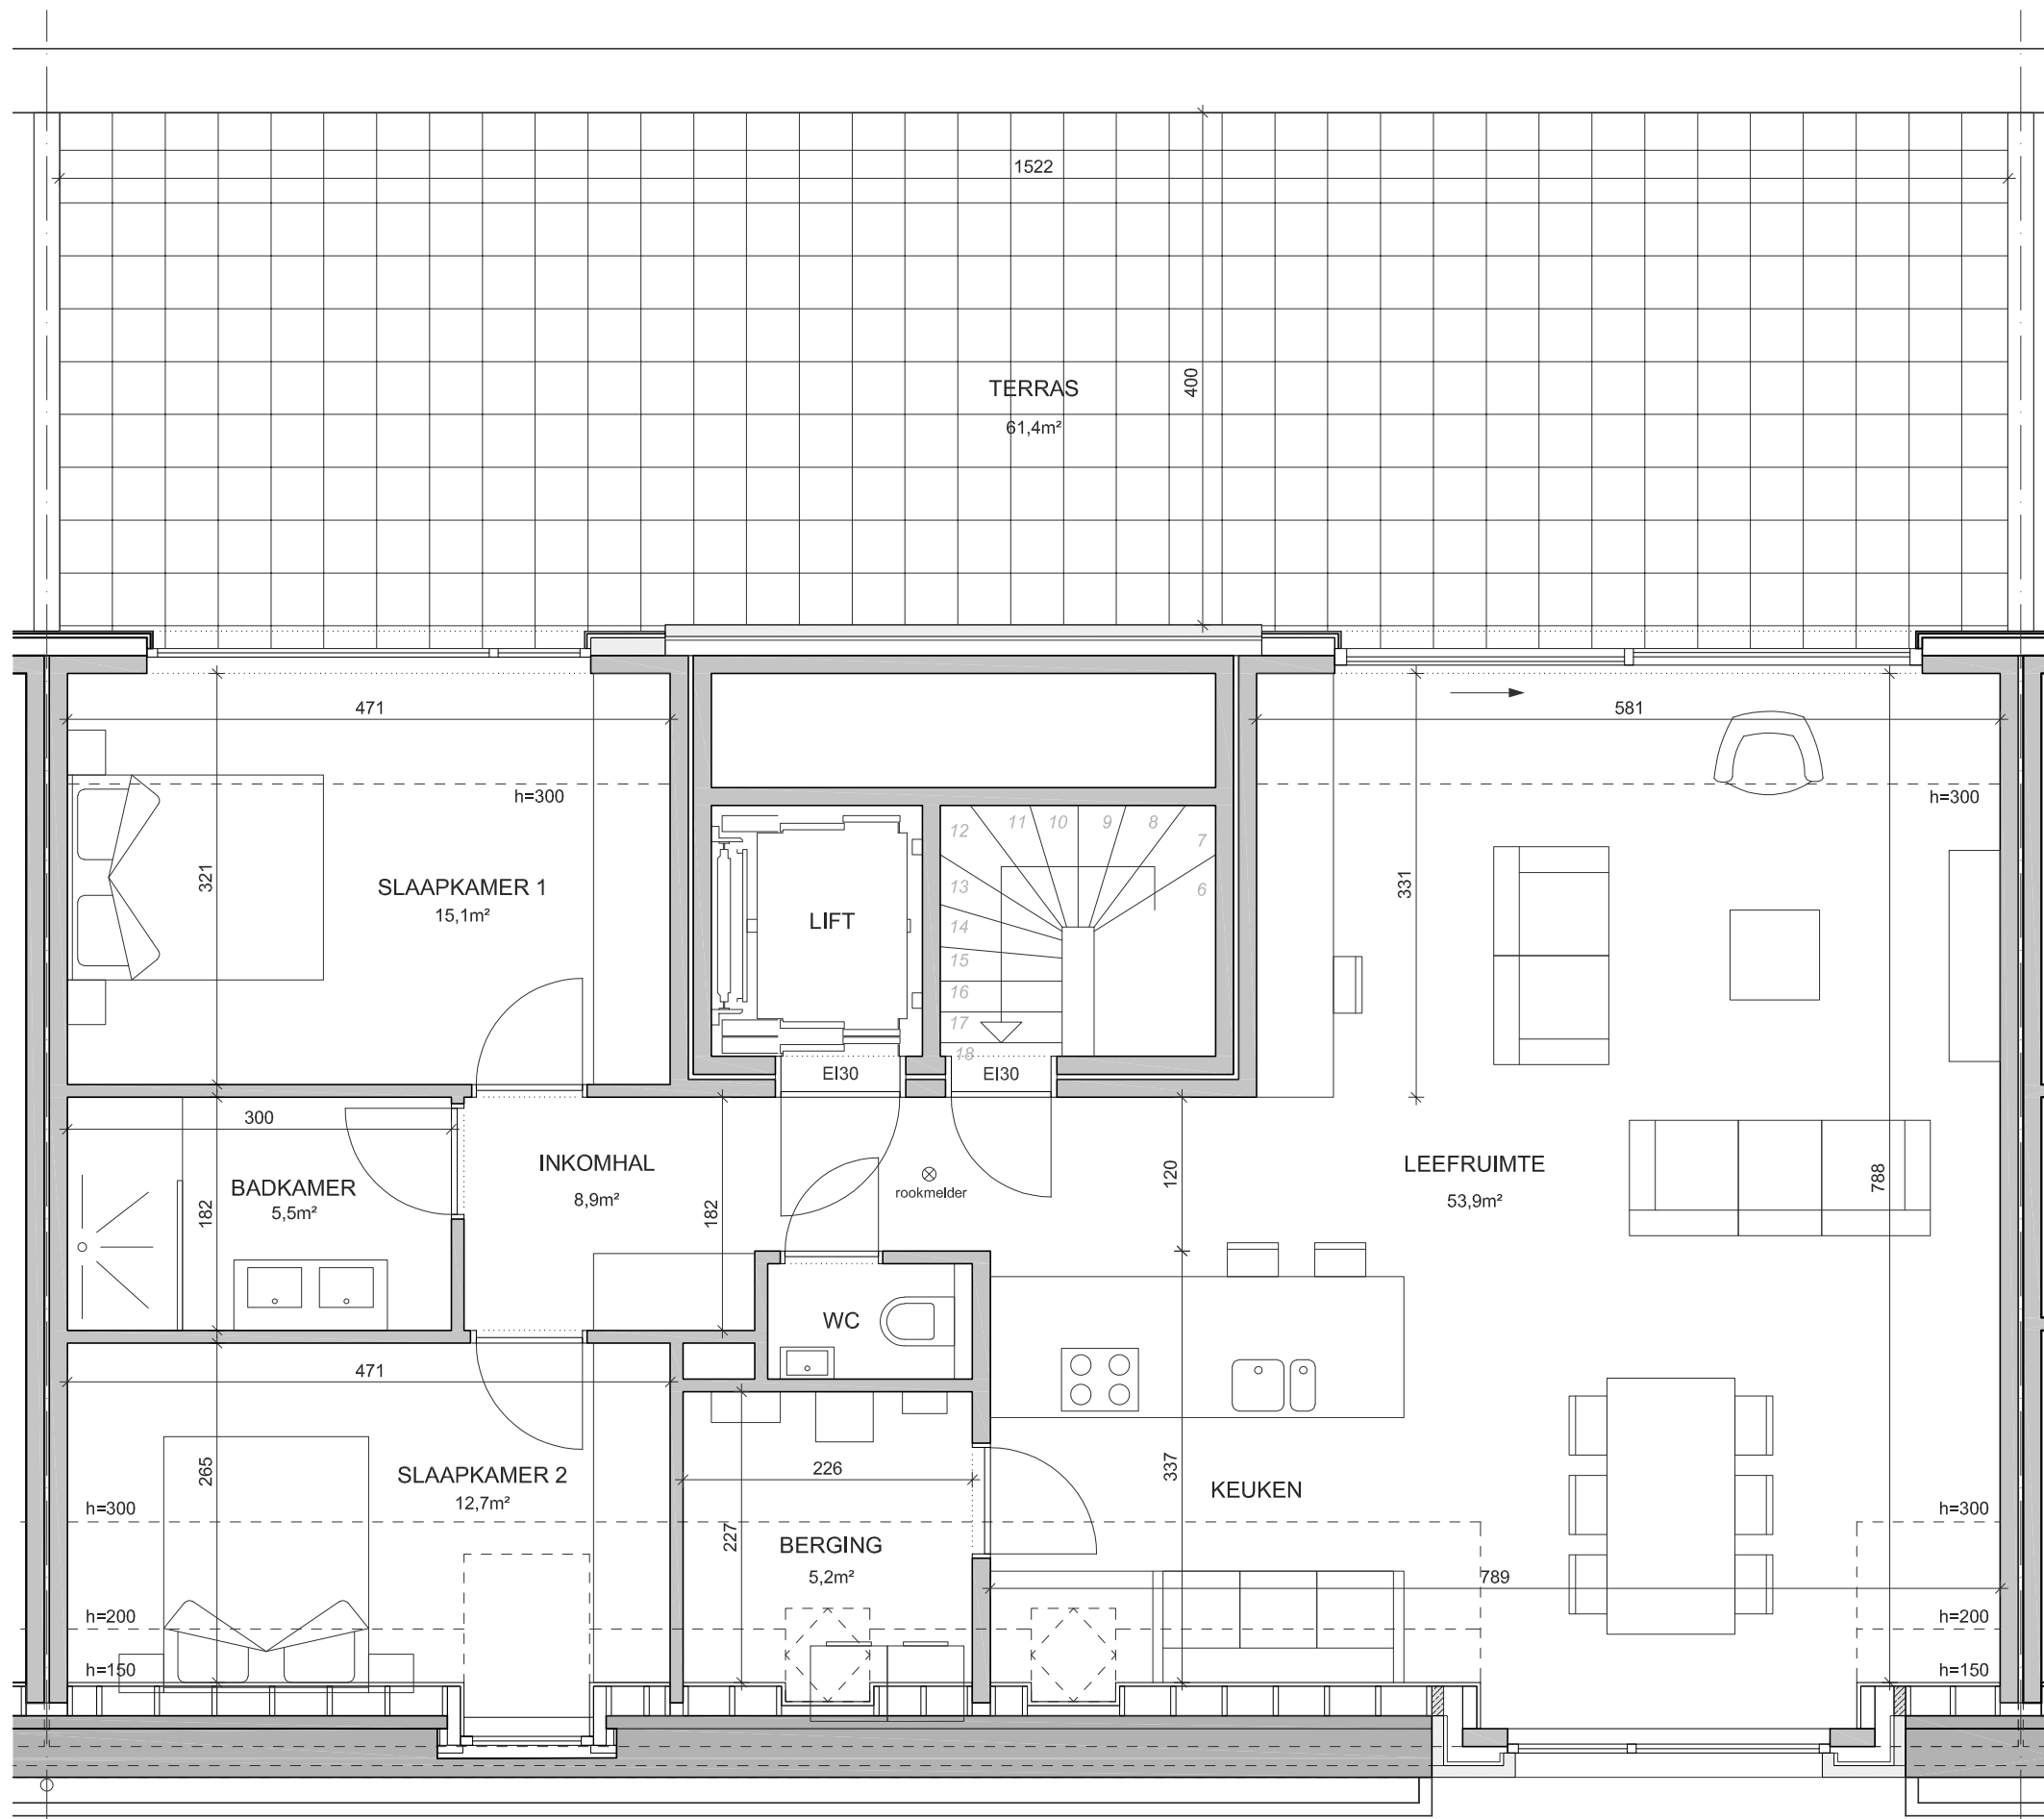 1522
TERRAS
61,4m²
400
471
581
h=300
h=300
321
SLAAPKAMER 1
15,1m²
LIFT
12
11
10
9
8
7
6
13
14
15
16
17
18
331
EI30
EI30
300
BADKAMER
5,5m²
182
INKOMHAL
8,9m²
182
rookmelder
120
LEEFRUIMTE
53,9m²
788
WC
471
265
SLAAPKAMER 2
12,7m²
226
227
BERGING
5,2m²
337
KEUKEN
789
h=300
h=200
h=150
h=300
h=200
h=150